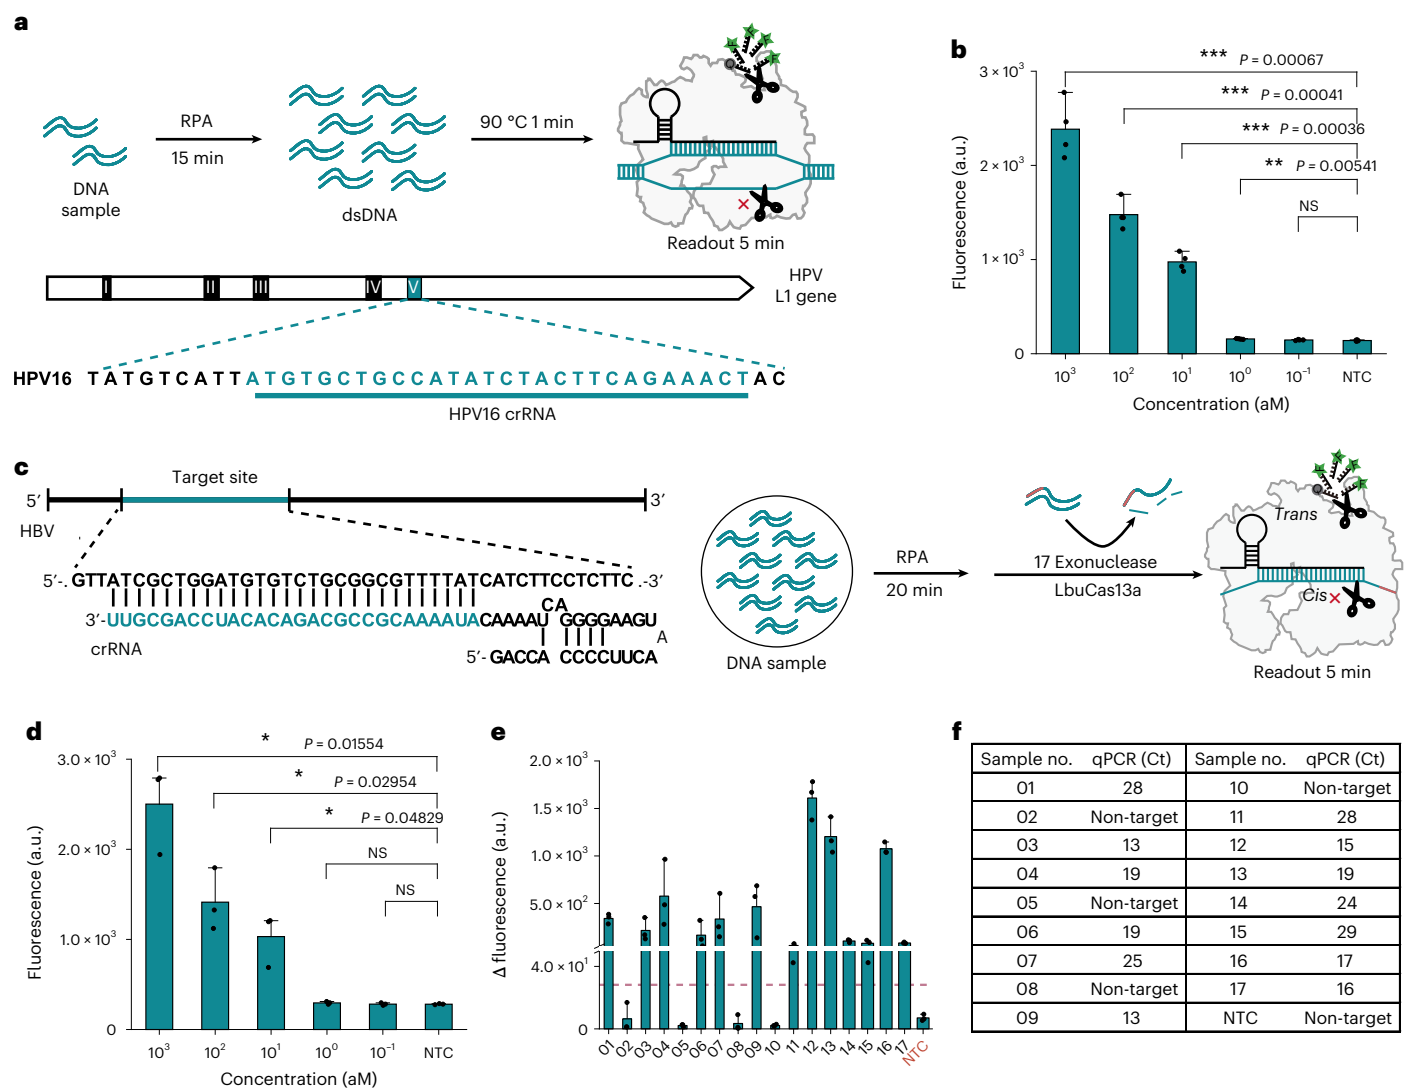 a
DNA
sample
RPA
15 min
dsDNA
90 °C 1 min
F F F F
Readout 5 min
I II III IV V
HPV
L1 gene
HPV16 TATGTCATTATGTGCTGCCATATCTACTTCAGAAACTAC
HPV16 crRNA
b
Fluorescence (a.u.)
3 × 10³
2 × 10³
1 × 10³
0
*** P = 0.00067
*** P = 0.00041
*** P = 0.00036
** P = 0.00541
NS
10³ 10² 10¹ 10⁰ 10⁻¹ NTC
Concentration (aM)
c
Target site
5′ 3′
HBV
5′-.GTTATCGCTGGATGTGTCTGCGGCGTTTTATCATCTTCCTCTTC.-3′
3′-UUGCGACCUACACAGACGCCGCAAAAUACAAAAU CA GGGGAAGU
A
crRNA
5′-GACCA CCCCUUCA
DNA sample
RPA
20 min
17 Exonuclease
LbuCas13a
F F F F
Trans
Cis
Readout 5 min
d
Fluorescence (a.u.)
3.0 × 10³
2.0 × 10³
1.0 × 10³
0
* P = 0.01554
* P = 0.02954
* P = 0.04829
NS
NS
10³ 10² 10¹ 10⁰ 10⁻¹ NTC
Concentration (aM)
e
Δ fluorescence (a.u.)
2.0 × 10³
1.5 × 10³
1.0 × 10³
5.0 × 10²
4.0 × 10¹
0
01 02 03 04 05 06 07 08 09 10 11 12 13 14 15 16 17 NTC
f
Sample no. qPCR (Ct) Sample no. qPCR (Ct)
01 28 10 Non-target
02 Non-target 11 28
03 13 12 15
04 19 13 19
05 Non-target 14 24
06 19 15 29
07 25 16 17
08 Non-target 17 16
09 13 NTC Non-target